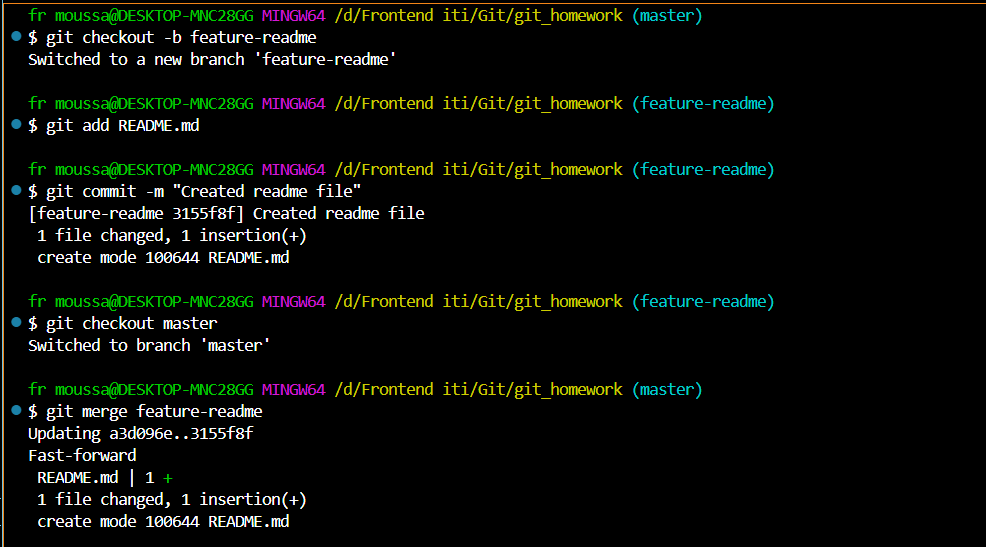 fr moussa@DESKTOP-MNC28GG MINGW64 /d/Frontend iti/Git/git_homework (master)
$ git checkout -b feature-readme
Switched to a new branch 'feature-readme'
fr moussa@DESKTOP-MNC28GG MINGW64 /d/Frontend iti/Git/git_homework (feature-readme)
$ git add README.md
fr moussa@DESKTOP-MNC28GG MINGW64 /d/Frontend iti/Git/git_homework (feature-readme)
$ git commit -m "Created readme file"
[feature-readme 3155f8f] Created readme file
 1 file changed, 1 insertion(+)
 create mode 100644 README.md
fr moussa@DESKTOP-MNC28GG MINGW64 /d/Frontend iti/Git/git_homework (feature-readme)
$ git checkout master
Switched to branch 'master'
fr moussa@DESKTOP-MNC28GG MINGW64 /d/Frontend iti/Git/git_homework (master)
$ git merge feature-readme
Updating a3d096e..3155f8f
Fast-forward
 README.md | 1 +
 1 file changed, 1 insertion(+)
 create mode 100644 README.md